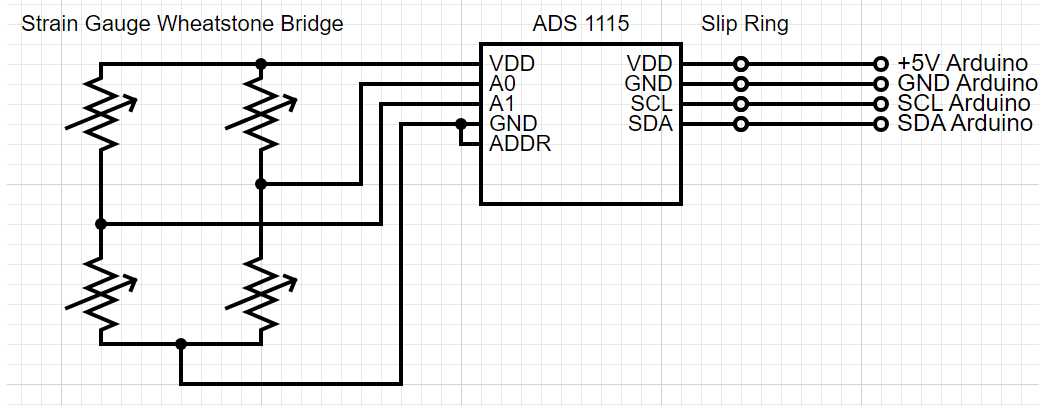 Strain Gauge Wheatstone Bridge
ADS 1115
Slip Ring
VDD
A0
A1
GND
ADDR
VDD
GND
SCL
SDA
+5V Arduino
GND Arduino
SCL Arduino
SDA Arduino